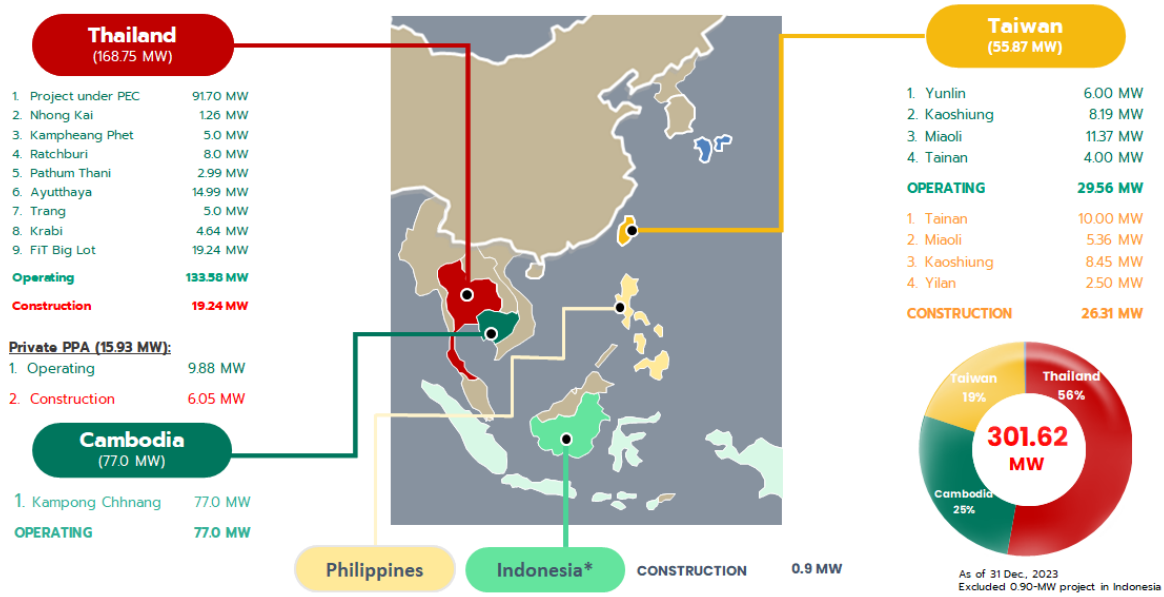 Thailand
(168.75 MW)
1. Project under PEC 91.70 MW
2. Nhong Kai 1.26 MW
3. Kampheang Phet 5.0 MW
4. Ratchburi 8.0 MW
5. Pathum Thani 2.99 MW
6. Ayutthaya 14.99 MW
7. Trang 5.0 MW
8. Krabi 4.64 MW
9. FiT Big Lot 19.24 MW
Operating 133.58 MW
Construction 19.24 MW
Private PPA (15.93 MW):
1. Operating 9.88 MW
2. Construction 6.05 MW
Cambodia
(77.0 MW)
1. Kampong Chhnang 77.0 MW
OPERATING 77.0 MW
Philippines
Indonesia*
CONSTRUCTION 0.9 MW
Taiwan
(55.87 MW)
1. Yunlin 6.00 MW
2. Kaoshiung 8.19 MW
3. Miaoli 11.37 MW
4. Tainan 4.00 MW
OPERATING 29.56 MW
1. Tainan 10.00 MW
2. Miaoli 5.36 MW
3. Kaoshiung 8.45 MW
4. Yilan 2.50 MW
CONSTRUCTION 26.31 MW
Taiwan
19%
Thailand
56%
301.62
MW
Cambodia
25%
As of 31 Dec., 2023
Excluded 0.90-MW project in Indonesia